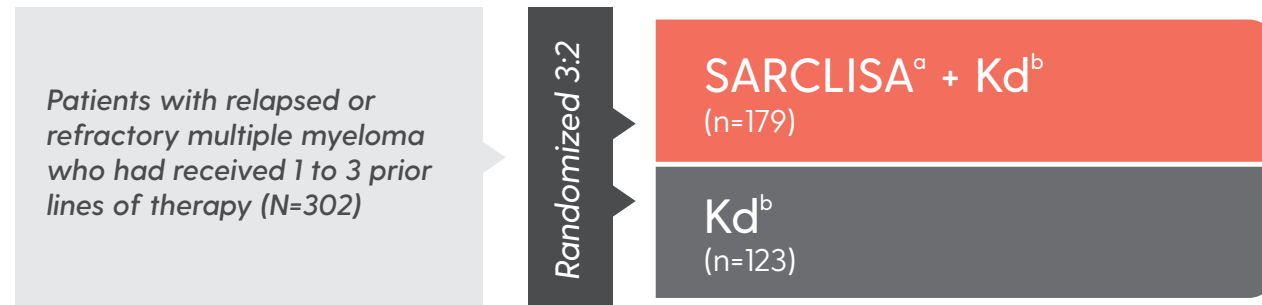 Patients with relapsed or
refractory multiple myeloma
who had received 1 to 3 prior
lines of therapy (N=302)
Randomized 3:2
SARCLISAᵃ + Kdᵇ
(n=179)
Kdᵇ
(n=123)